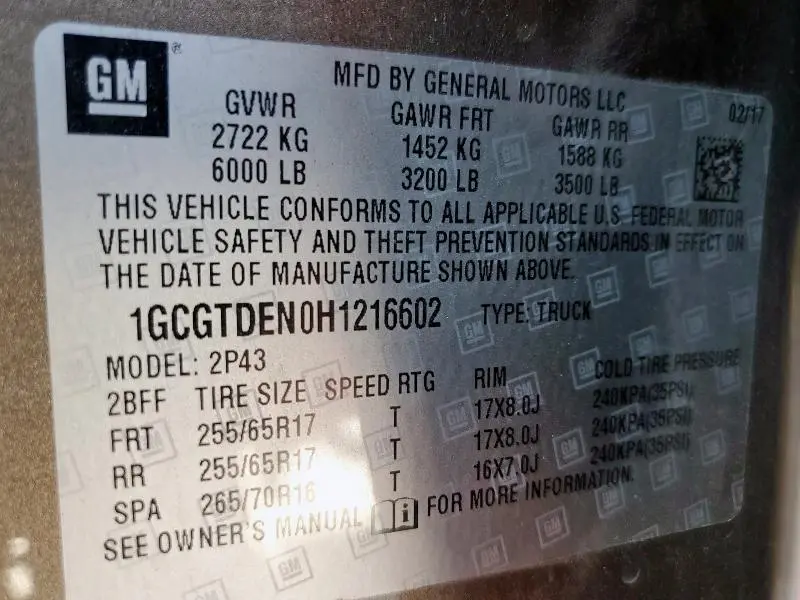 GM ®
MFD BY GENERAL MOTORS LLC 02/17
GVWR GAWR FRT GAWR RR
2722 KG 1452 KG 1588 KG
6000 LB 3200 LB 3500 LB
THIS VEHICLE CONFORMS TO ALL APPLICABLE U.S. FEDERAL MOTOR
VEHICLE SAFETY AND THEFT PREVENTION STANDARDS IN EFFECT ON
THE DATE OF MANUFACTURE SHOWN ABOVE.
1GCGTDEN0H1216602 TYPE: TRUCK
MODEL: 2P43
2BFF TIRE SIZE SPEED RTG RIM COLD TIRE PRESSURE
FRT 255/65R17 T 17X8.0J 240KPA(35PSI)
RR 255/65R17 T 17X8.0J 240KPA(35PSI)
SPA 265/70R16 T 16X7.0J 240KPA(35PSI)
SEE OWNER'S MANUAL i FOR MORE INFORMATION.